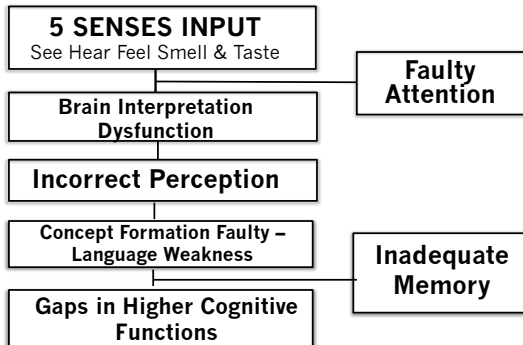 5 SENSES INPUT
See Hear Feel Smell & Taste
Faulty
Attention
Brain Interpretation
Dysfunction
Incorrect Perception
Concept Formation Faulty –
Language Weakness
Inadequate
Memory
Gaps in Higher Cognitive
Functions